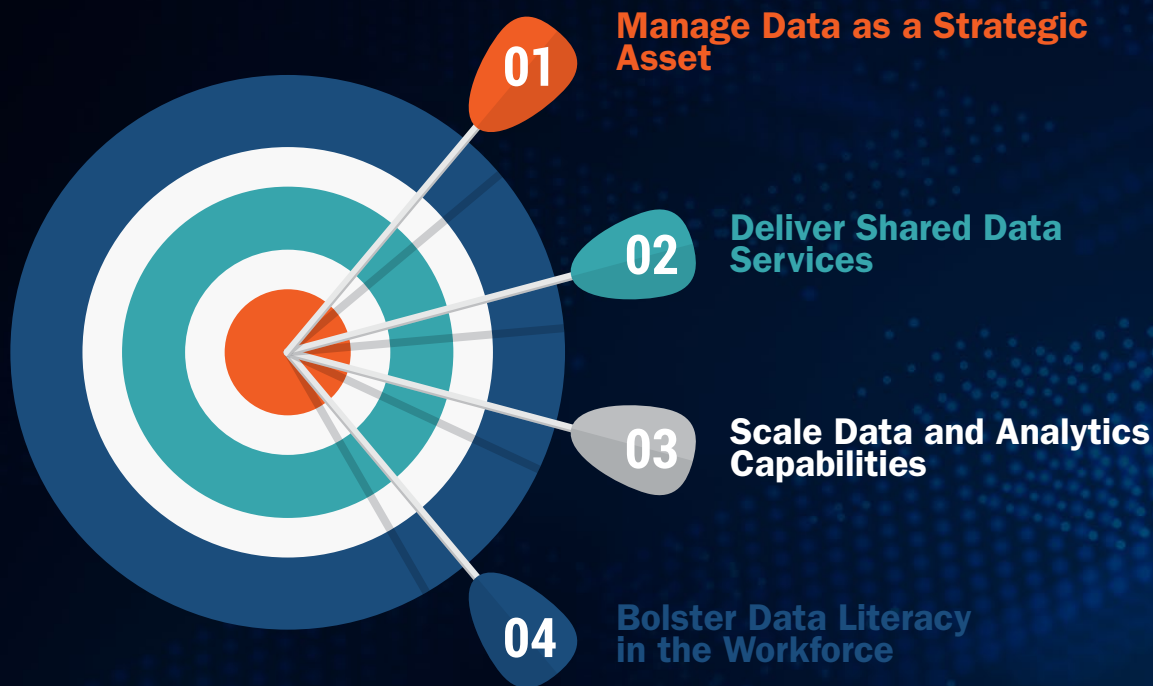 01
Manage Data as a Strategic
Asset
02
Deliver Shared Data
Services
03
Scale Data and Analytics
Capabilities
04
Bolster Data Literacy
in the Workforce